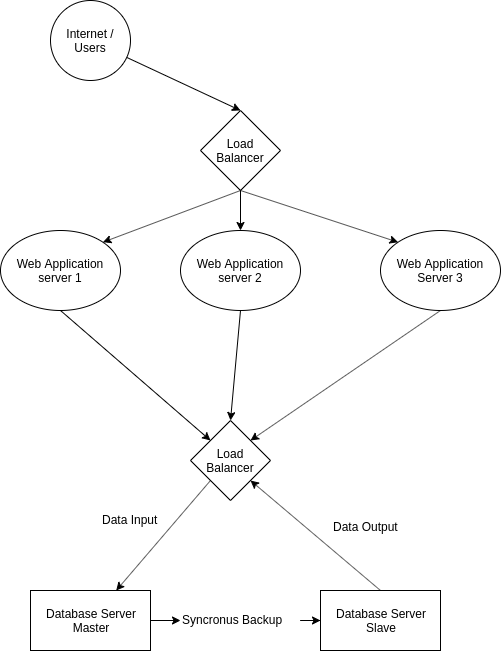 Internet /
Users
Load
Balancer
Web Application
server 1
Web Application
server 2
Web Application
Server 3
Load
Balancer
Data Input
Data Output
Database Server
Master
Syncronus Backup
Database Server
Slave